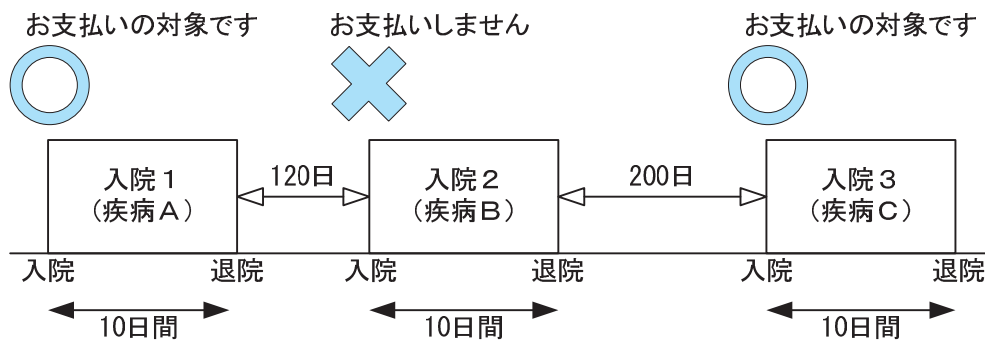 お支払いの対象です
お支払いしません
お支払いの対象です
入院1
（疾病A）
120日
入院2
（疾病B）
200日
入院3
（疾病C）
入院
退院
入院
退院
入院
退院
10日間
10日間
10日間